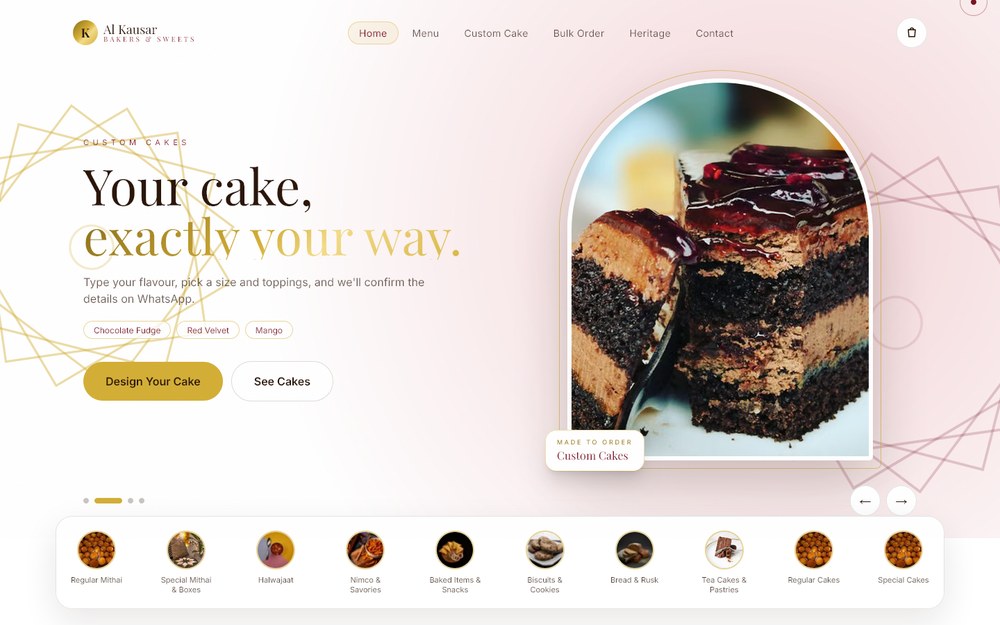 K
Al Kausar
BAKERS & SWEETS
Home
Menu
Custom Cake
Bulk Order
Heritage
Contact
CUSTOM CAKES
Your cake,
exactly your way.
Type your flavour, pick a size and toppings, and we'll confirm the
details on WhatsApp.
Chocolate Fudge
Red Velvet
Mango
Design Your Cake
See Cakes
MADE TO ORDER
Custom Cakes
←
→
Regular Mithai
Special Mithai
& Boxes
Halwajaat
Nimco &
Savories
Baked Items &
Snacks
Biscuits &
Cookies
Bread & Rusk
Tea Cakes &
Pastries
Regular Cakes
Special Cakes